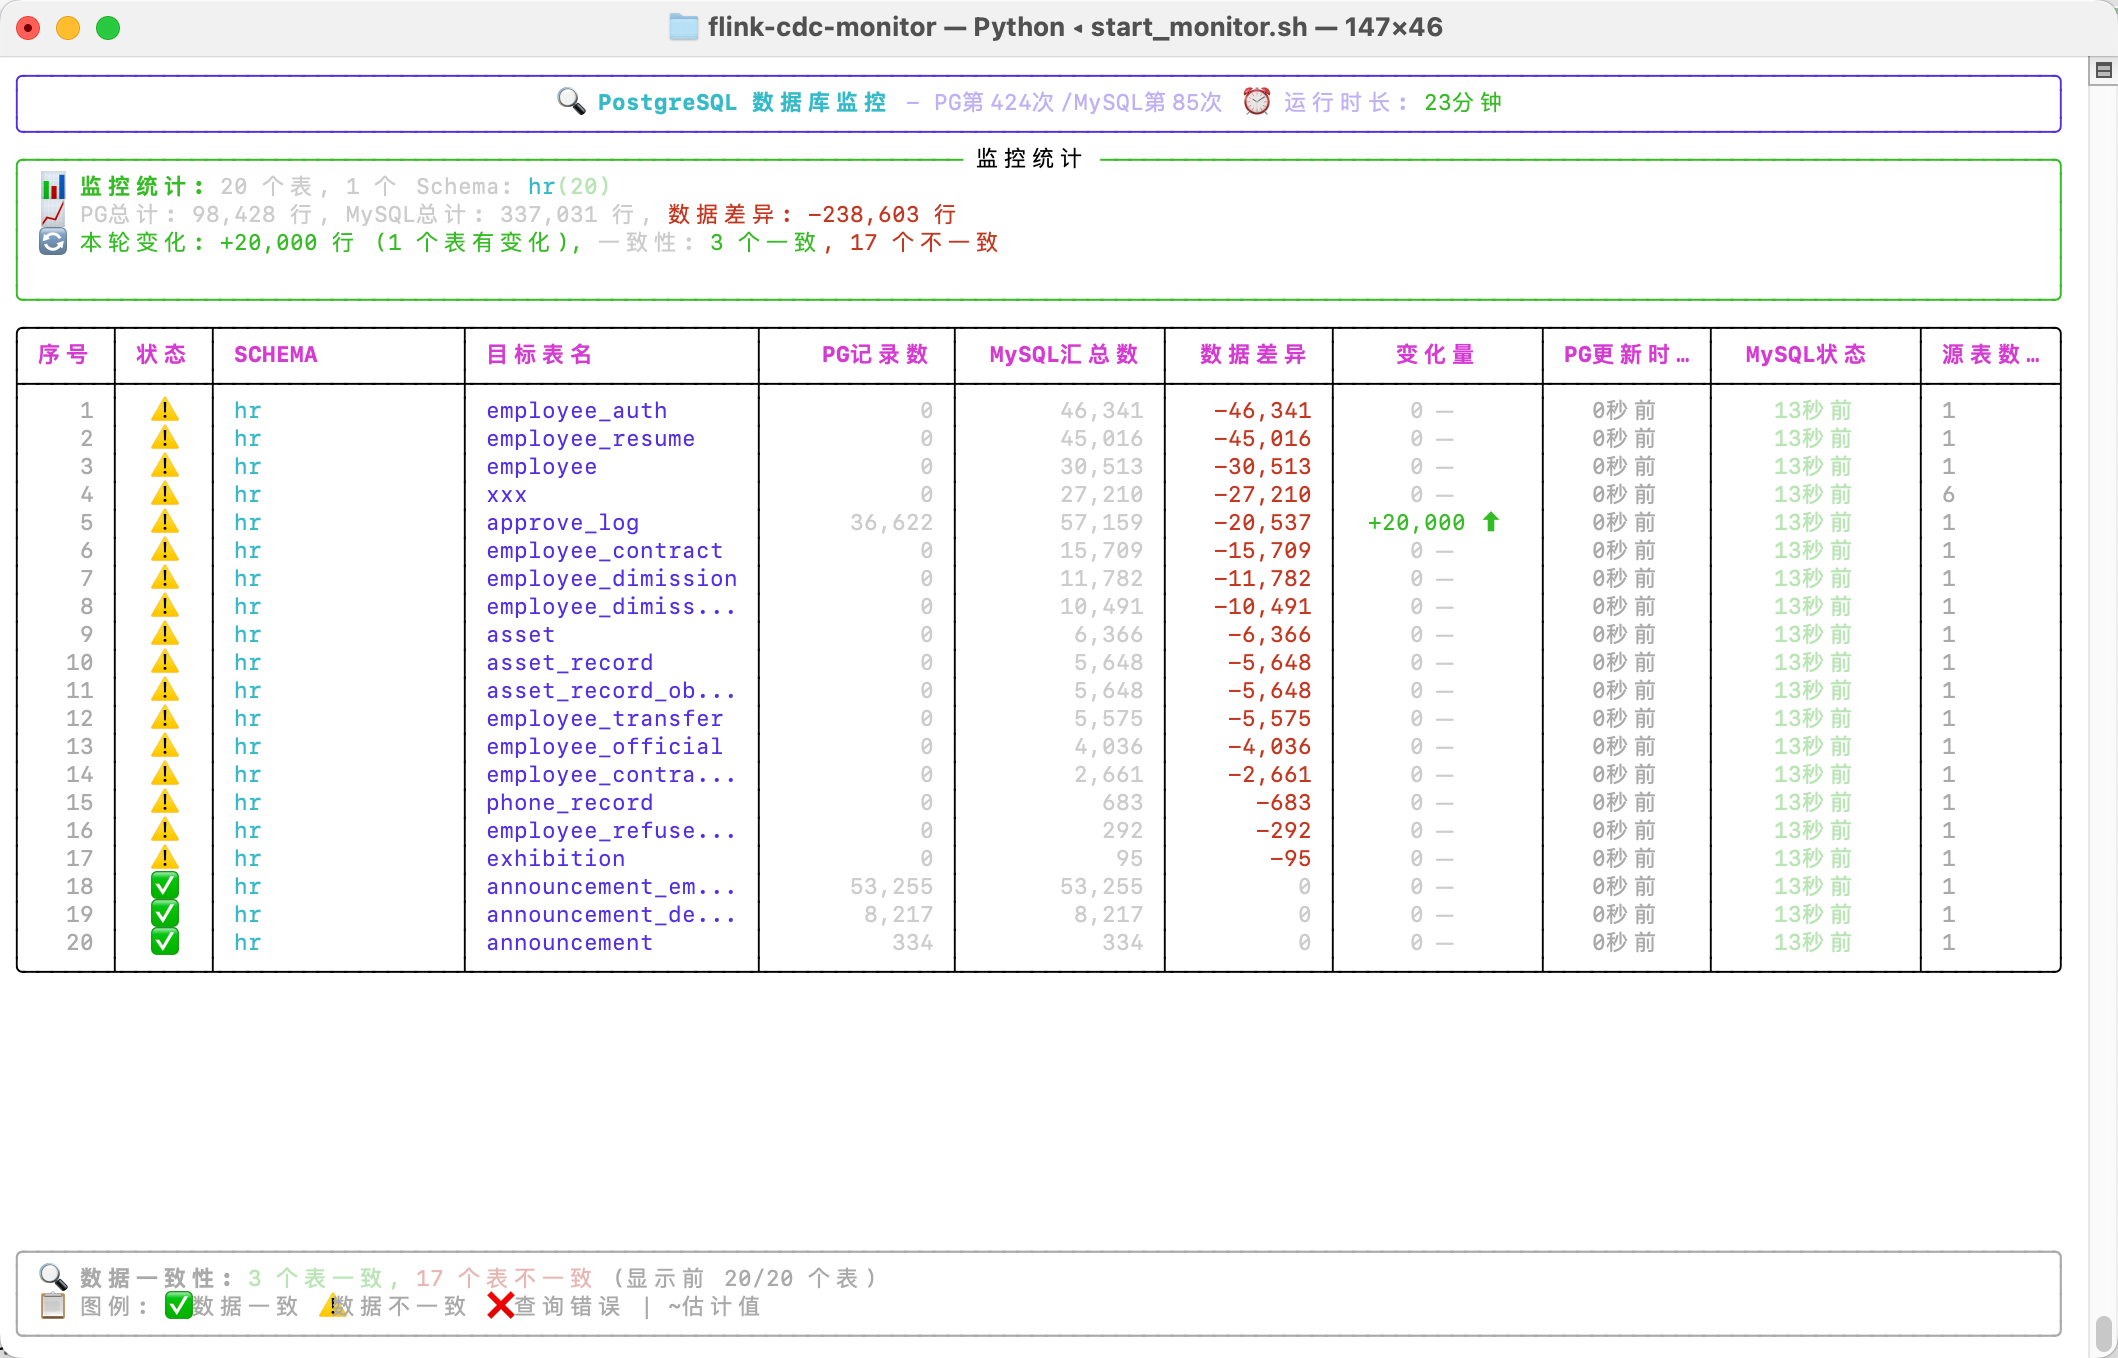 flink-cdc-monitor — Python ◂ start_monitor.sh — 147×46
🔍 PostgreSQL 数据库监控 - PG第424次/MySQL第85次 ⏰ 运行时长: 23分钟
监控统计
📊 监控统计: 20 个表, 1 个 Schema: hr(20)
📈 PG总计: 98,428 行, MySQL总计: 337,031 行, 数据差异: -238,603 行
🔄 本轮变化: +20,000 行 (1 个表有变化), 一致性: 3 个一致, 17 个不一致
序号 状态 SCHEMA 目标表名 PG记录数 MySQL汇总数 数据差异 变化量 PG更新时… MySQL状态 源表数…
1 ⚠️ hr employee_auth 0 46,341 -46,341 0 — 0秒前 13秒前 1
2 ⚠️ hr employee_resume 0 45,016 -45,016 0 — 0秒前 13秒前 1
3 ⚠️ hr employee 0 30,513 -30,513 0 — 0秒前 13秒前 1
4 ⚠️ hr xxx 0 27,210 -27,210 0 — 0秒前 13秒前 6
5 ⚠️ hr approve_log 36,622 57,159 -20,537 +20,000 ⬆ 0秒前 13秒前 1
6 ⚠️ hr employee_contract 0 15,709 -15,709 0 — 0秒前 13秒前 1
7 ⚠️ hr employee_dimission 0 11,782 -11,782 0 — 0秒前 13秒前 1
8 ⚠️ hr employee_dimiss... 0 10,491 -10,491 0 — 0秒前 13秒前 1
9 ⚠️ hr asset 0 6,366 -6,366 0 — 0秒前 13秒前 1
10 ⚠️ hr asset_record 0 5,648 -5,648 0 — 0秒前 13秒前 1
11 ⚠️ hr asset_record_ob... 0 5,648 -5,648 0 — 0秒前 13秒前 1
12 ⚠️ hr employee_transfer 0 5,575 -5,575 0 — 0秒前 13秒前 1
13 ⚠️ hr employee_official 0 4,036 -4,036 0 — 0秒前 13秒前 1
14 ⚠️ hr employee_contra... 0 2,661 -2,661 0 — 0秒前 13秒前 1
15 ⚠️ hr phone_record 0 683 -683 0 — 0秒前 13秒前 1
16 ⚠️ hr employee_refuse... 0 292 -292 0 — 0秒前 13秒前 1
17 ⚠️ hr exhibition 0 95 -95 0 — 0秒前 13秒前 1
18 ✅ hr announcement_em... 53,255 53,255 0 0 — 0秒前 13秒前 1
19 ✅ hr announcement_de... 8,217 8,217 0 0 — 0秒前 13秒前 1
20 ✅ hr announcement 334 334 0 0 — 0秒前 13秒前 1
🔍 数据一致性: 3 个表一致, 17 个表不一致 (显示前 20/20 个表)
📋 图例: ✅数据一致 ⚠️数据不一致 ❌查询错误 | ~估计值